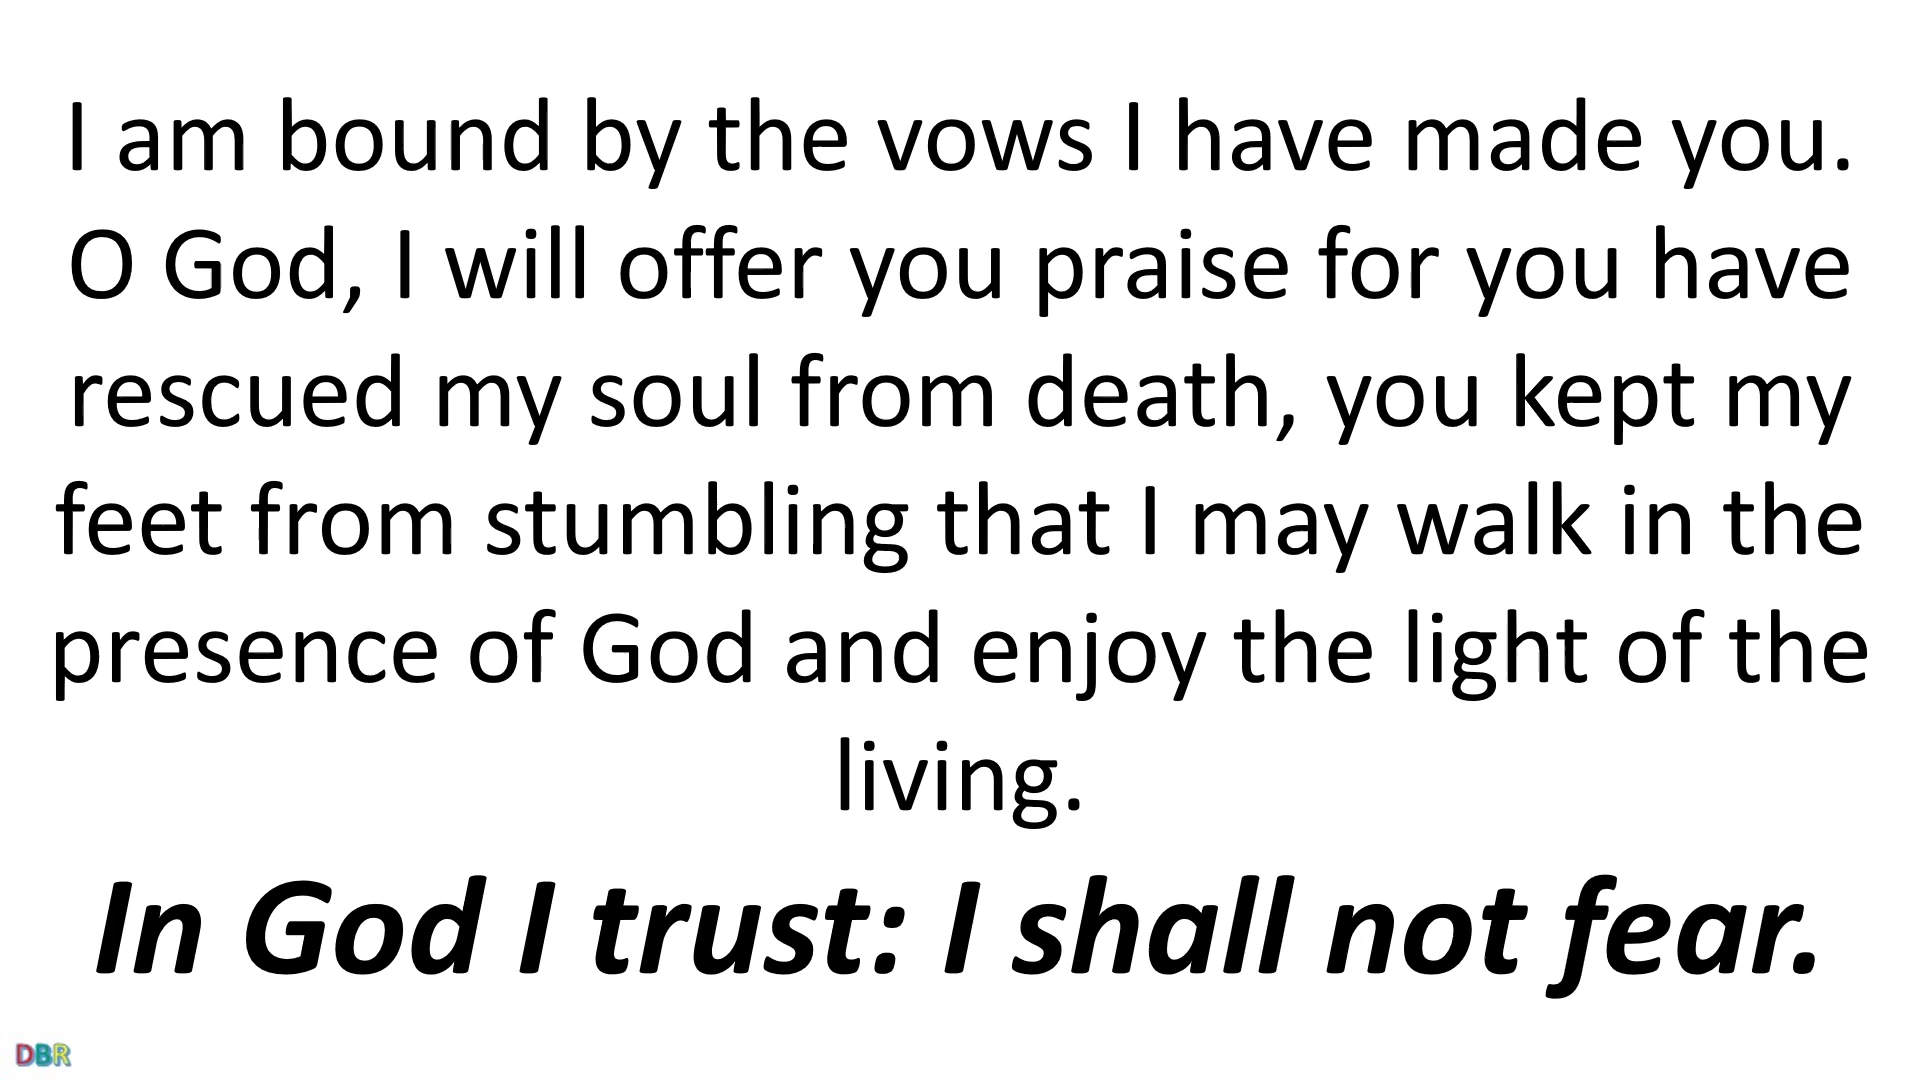 I am bound by the vows I have made you.
O God, I will offer you praise for you have
rescued my soul from death, you kept my
feet from stumbling that I may walk in the
presence of God and enjoy the light of the
living.
In God I trust: I shall not fear.
DBR